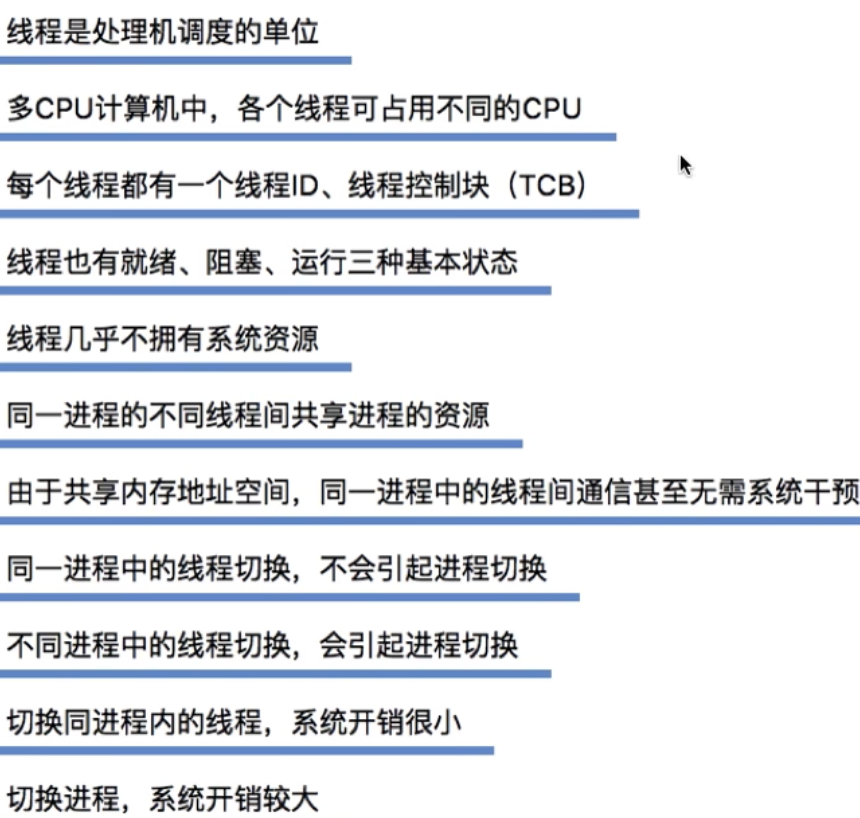 线程是处理机调度的单位
多CPU计算机中，各个线程可占用不同的CPU
每个线程都有一个线程ID、线程控制块（TCB）
线程也有就绪、阻塞、运行三种基本状态
线程几乎不拥有系统资源
同一进程的不同线程间共享进程的资源
由于共享内存地址空间，同一进程中的线程间通信甚至无需系统干预
同一进程中的线程切换，不会引起进程切换
不同进程中的线程切换，会引起进程切换
切换同进程内的线程，系统开销很小
切换进程，系统开销较大